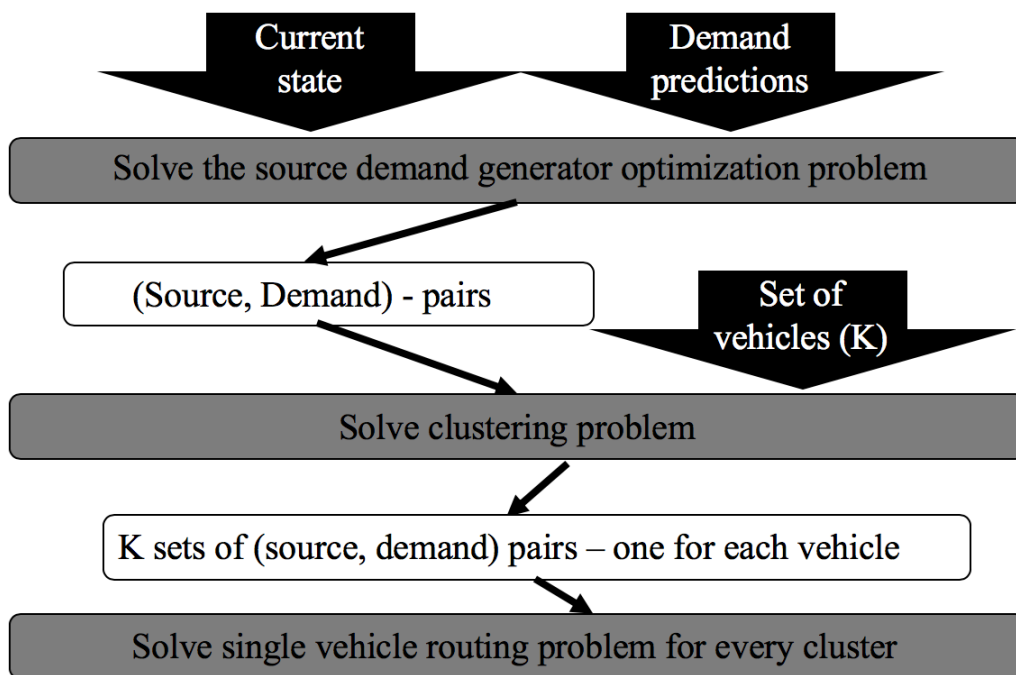 Current
state
Demand
predictions
Solve the source demand generator optimization problem
(Source, Demand) - pairs
Set of
vehicles (K)
Solve clustering problem
K sets of (source, demand) pairs – one for each vehicle
Solve single vehicle routing problem for every cluster